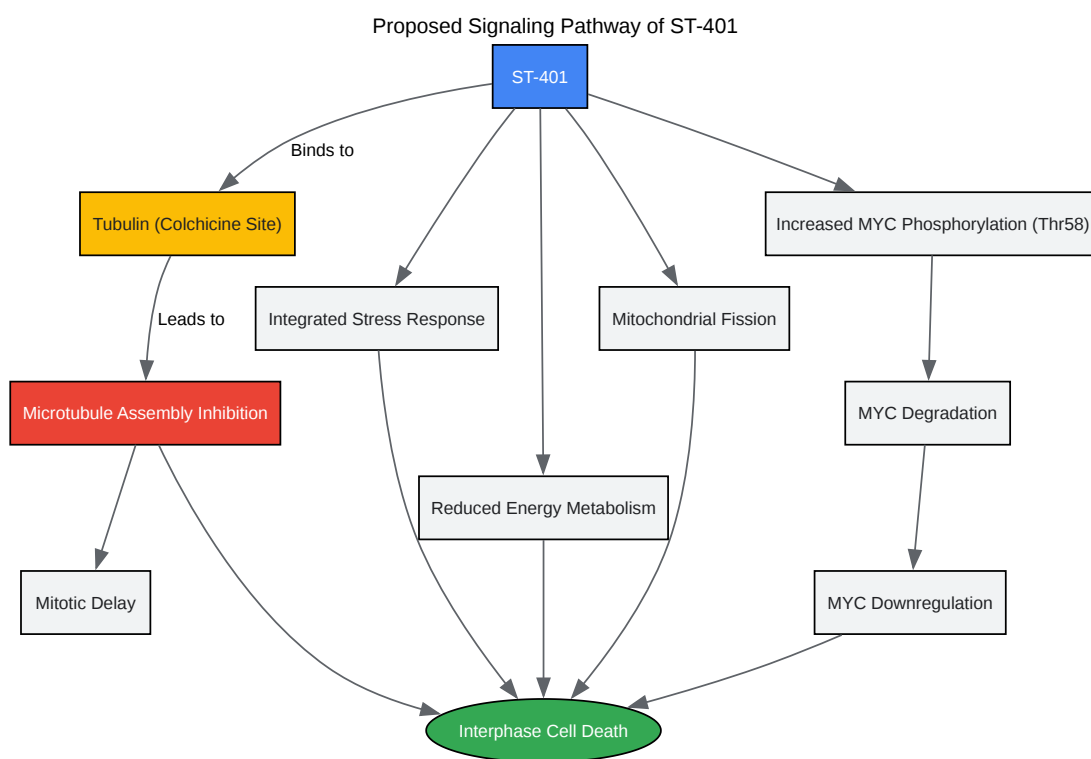 Proposed Signaling Pathway of ST-401
ST-401
Binds to
Tubulin (Colchicine Site)
Increased MYC Phosphorylation (Thr58)
Leads to
Integrated Stress Response
Mitochondrial Fission
Microtubule Assembly Inhibition
MYC Degradation
Reduced Energy Metabolism
Mitotic Delay
MYC Downregulation
Interphase Cell Death